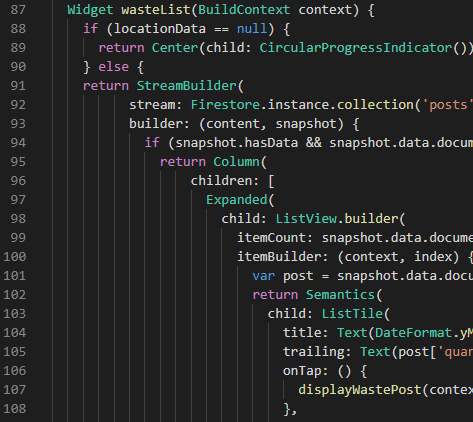 87 Widget wasteList(BuildContext context) {
88 if (locationData == null) {
89 return Center(child: CircularProgressIndicator())
90 } else {
91 return StreamBuilder(
92 stream: Firestore.instance.collection('posts'
93 builder: (content, snapshot) {
94 if (snapshot.hasData && snapshot.data.docum
95 return Column(
96 children: [
97 Expanded(
98 child: ListView.builder(
99 itemCount: snapshot.data.docume
100 itemBuilder: (context, index) {
101 var post = snapshot.data.docu
102 return Semantics(
103 child: ListTile(
104 title: Text(DateFormat.yM
105 trailing: Text(post['quan
106 onTap: () {
107 displayWastePost(contex
108 },